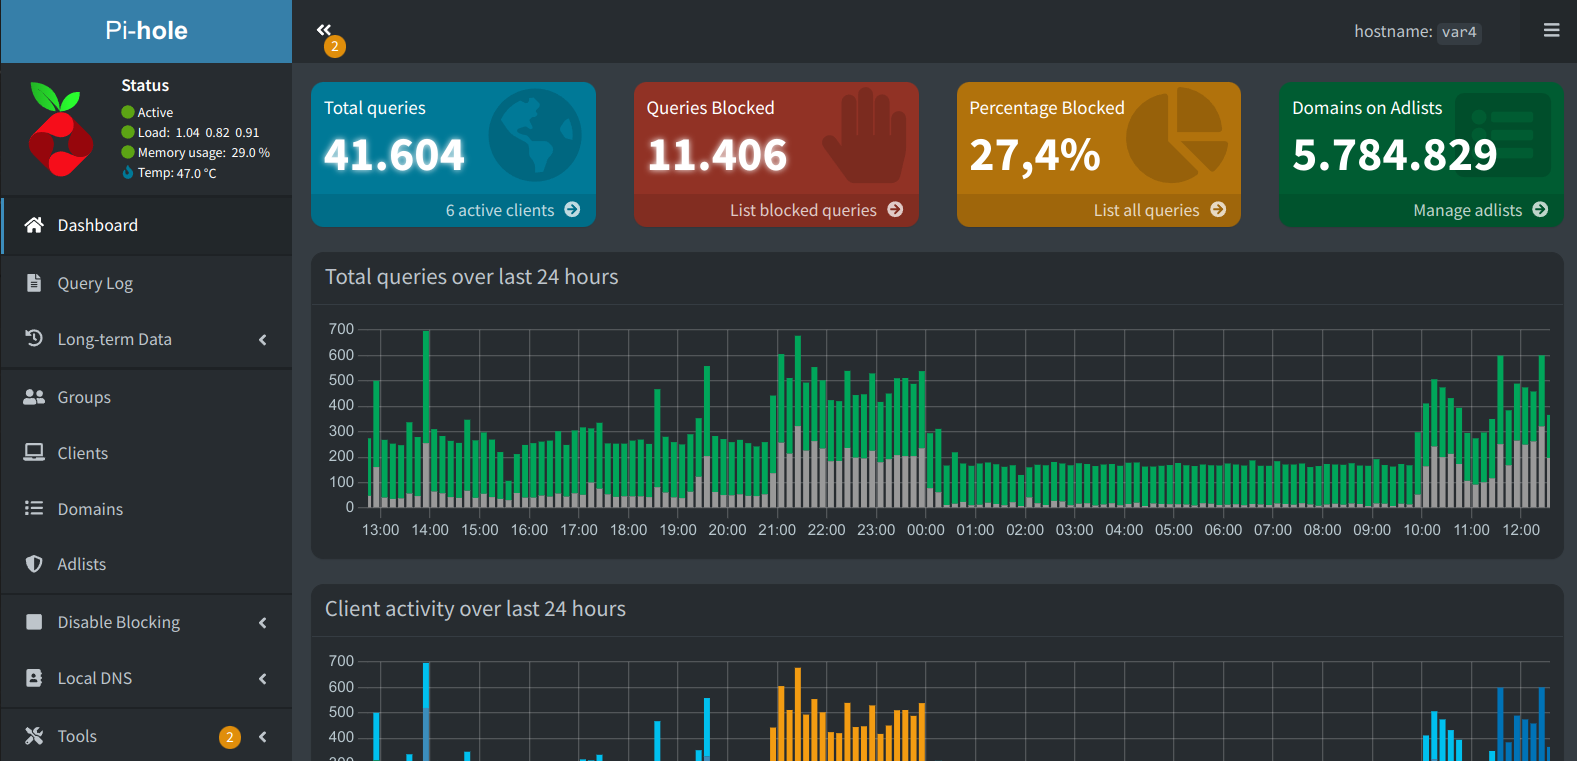 Pi-hole
2
hostname: var4
Status
Active
Load: 1.04 0.82 0.91
Memory usage: 29.0 %
Temp: 47.0 °C
Dashboard
Query Log
Long-term Data
Groups
Clients
Domains
Adlists
Disable Blocking
Local DNS
Tools
2
Total queries
41.604
6 active clients
Queries Blocked
11.406
List blocked queries
Percentage Blocked
27,4%
List all queries
Domains on Adlists
5.784.829
Manage adlists
Total queries over last 24 hours
700
600
500
400
300
200
100
0
13:00 14:00 15:00 16:00 17:00 18:00 19:00 20:00 21:00 22:00 23:00 00:00 01:00 02:00 03:00 04:00 05:00 06:00 07:00 08:00 09:00 10:00 11:00 12:00
Client activity over last 24 hours
700
600
500
400
300